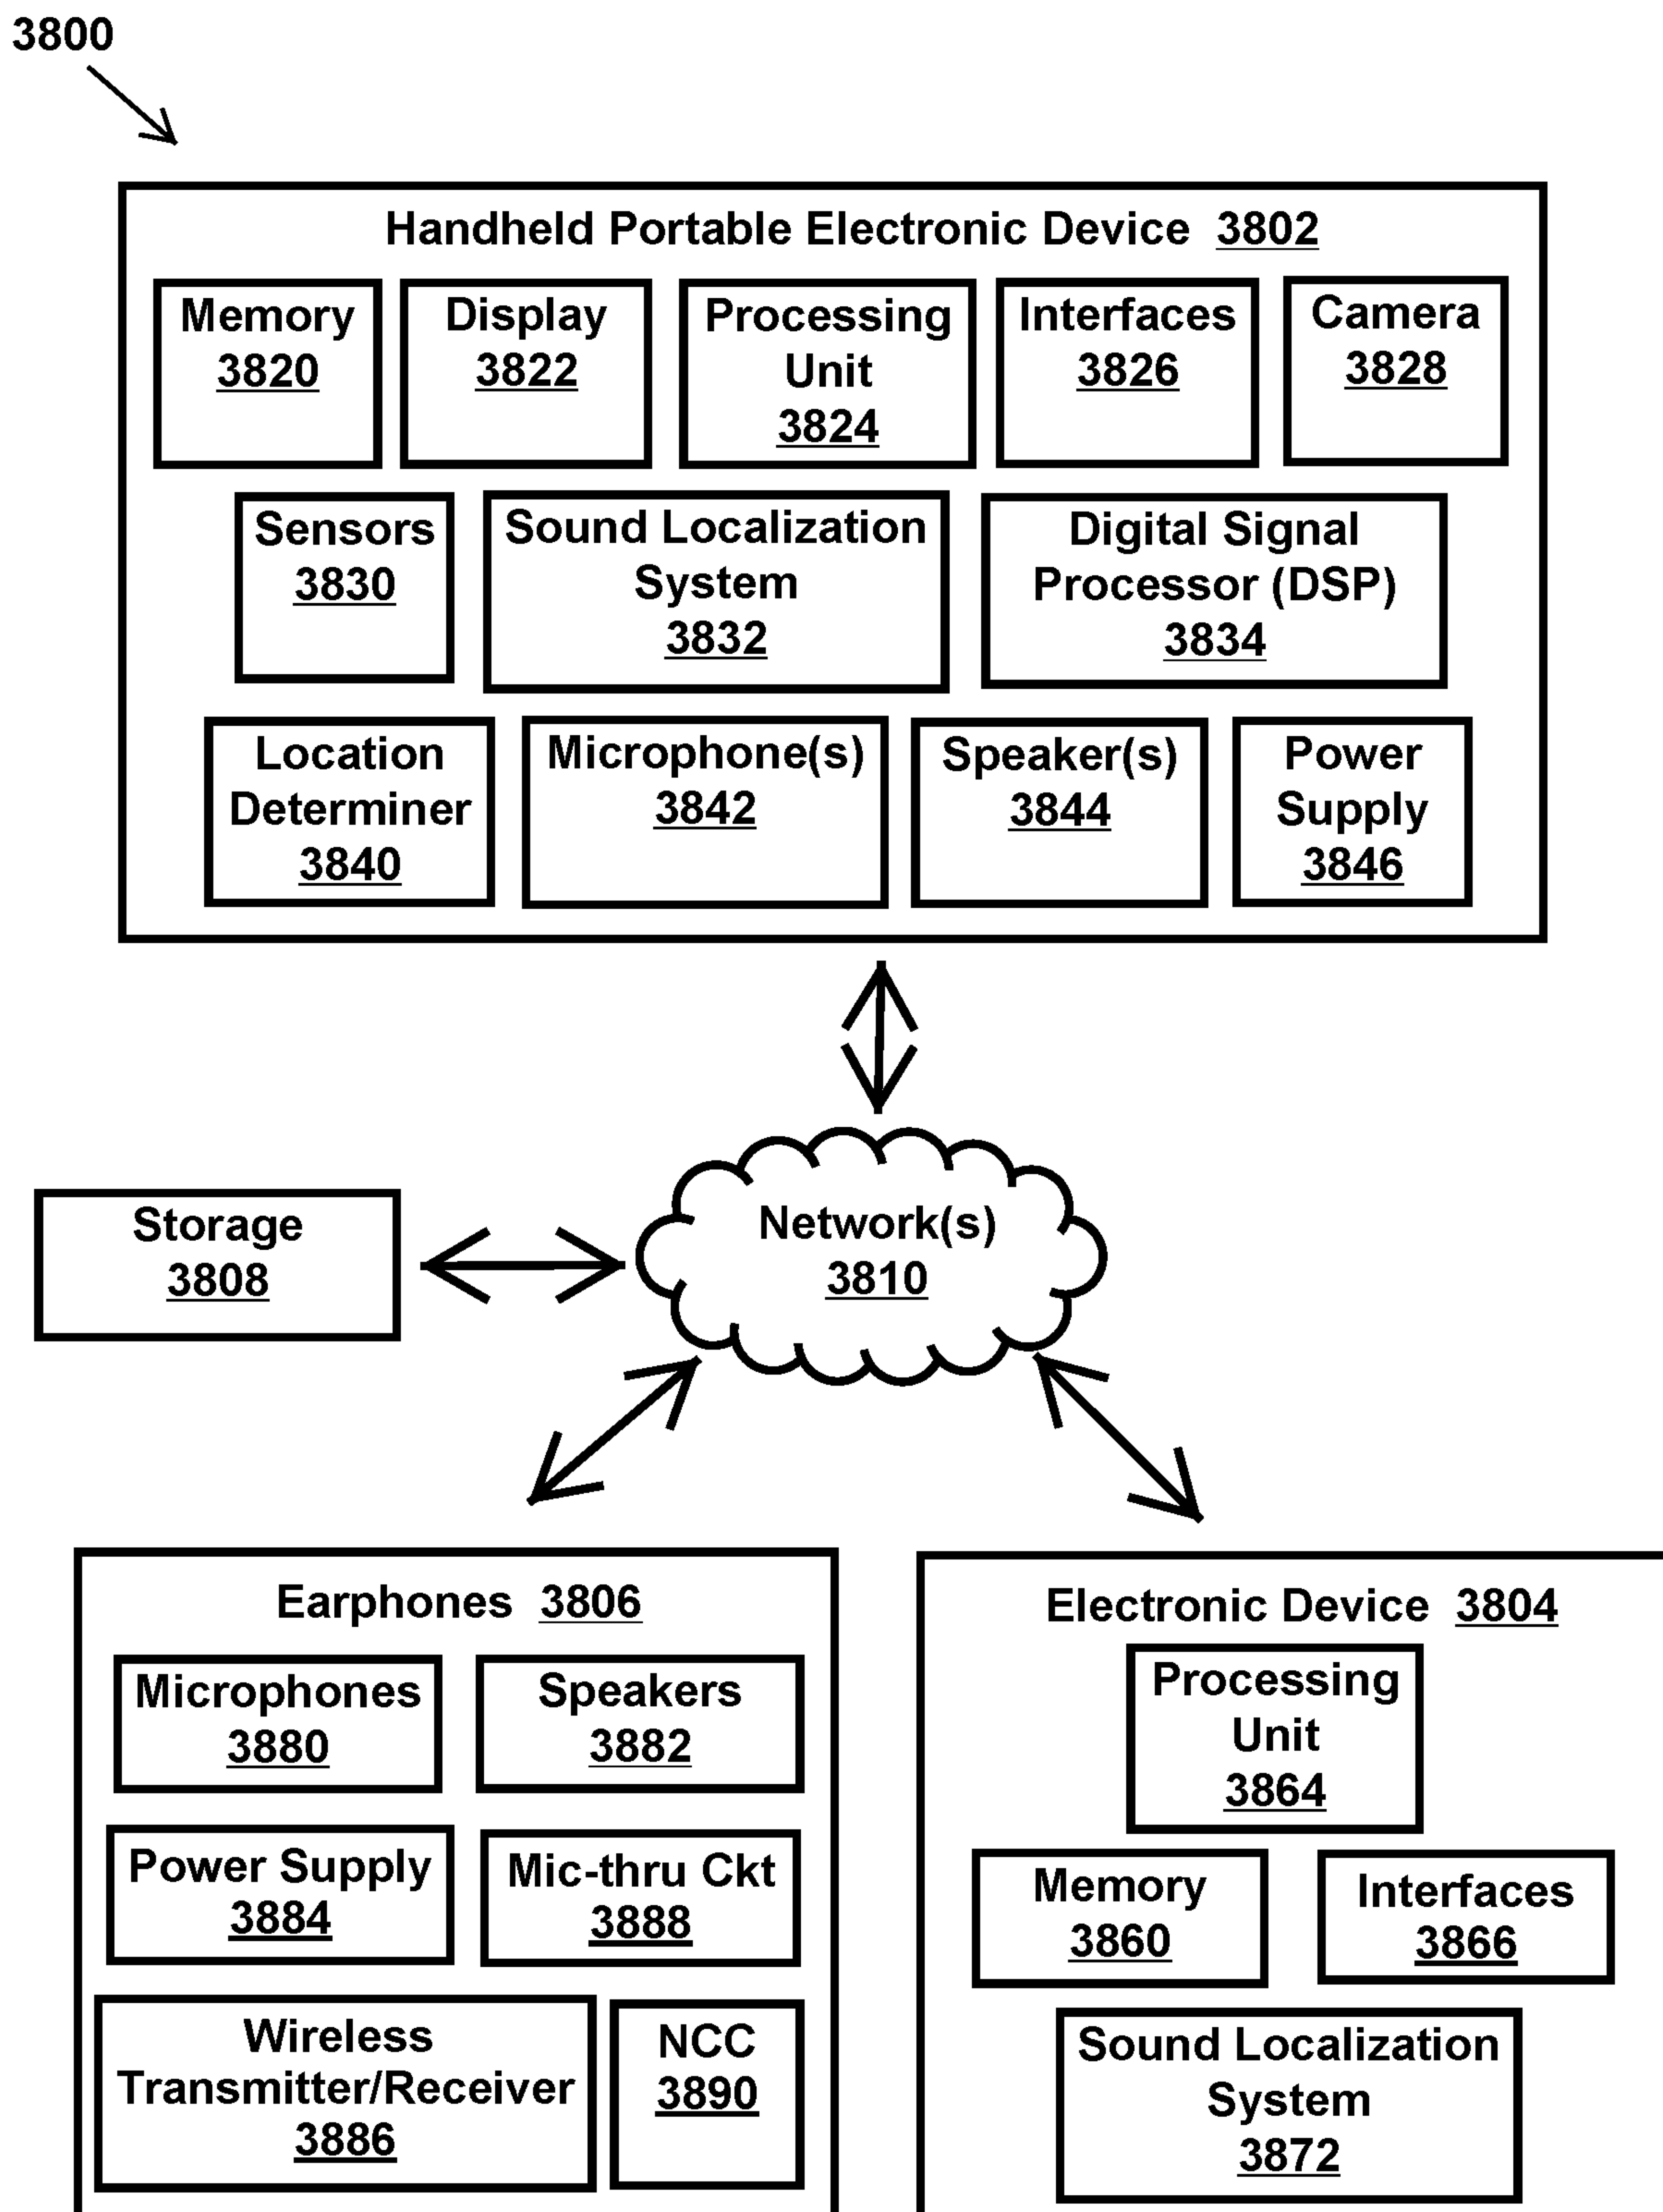 3800
Handheld Portable Electronic Device 3802
Memory
3820
Display
3822
Processing
Unit
3824
Interfaces
3826
Camera
3828
Sensors
3830
Sound Localization
System
3832
Digital Signal
Processor (DSP)
3834
Location
Determiner
3840
Microphone(s)
3842
Speaker(s)
3844
Power
Supply
3846
Network(s)
3810
Storage
3808
Earphones 3806
Microphones
3880
Speakers
3882
Power Supply
3884
Mic-thru Ckt
3888
Wireless
Transmitter/Receiver
3886
NCC
3890
Electronic Device 3804
Processing
Unit
3864
Memory
3860
Interfaces
3866
Sound Localization
System
3872